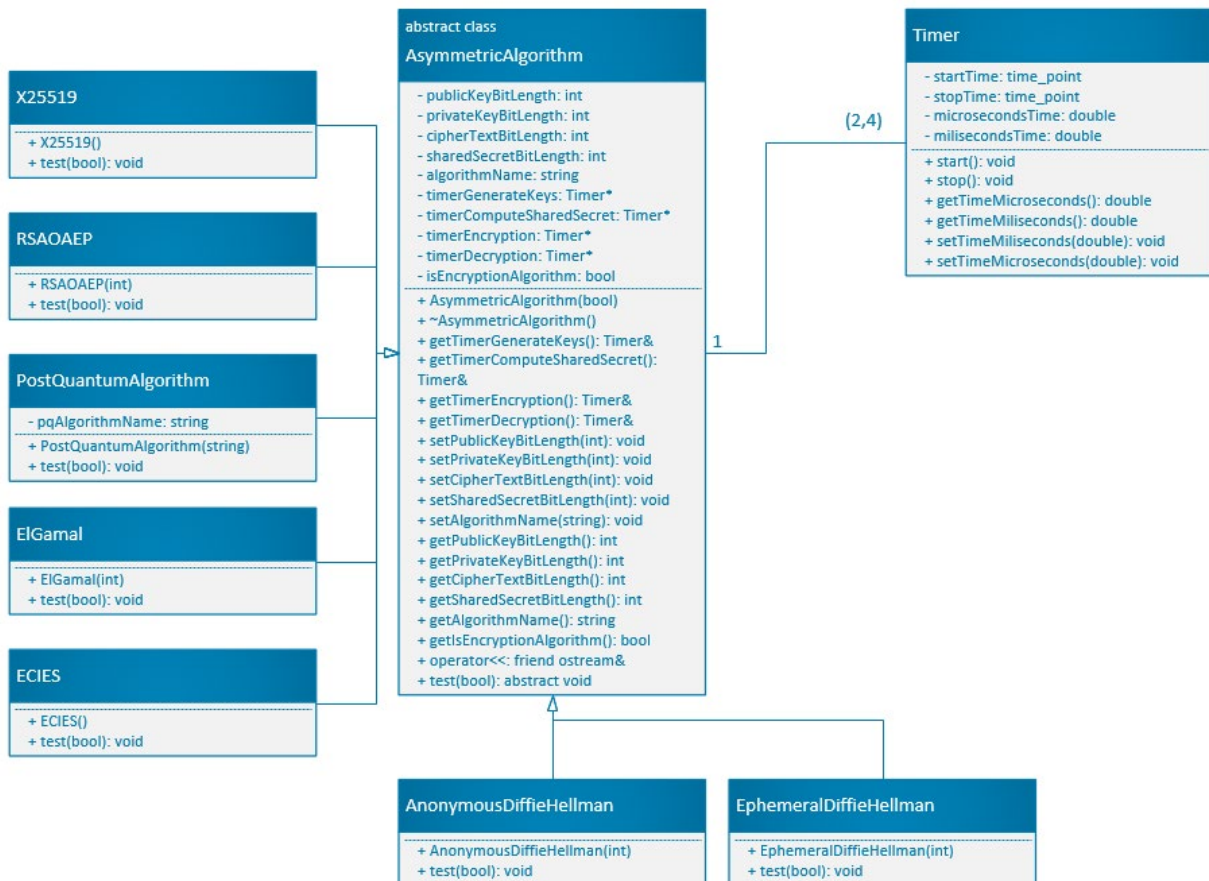 X25519
+ X25519()
+ test(bool): void
RSAOAEP
+ RSAOAEP(int)
+ test(bool): void
PostQuantumAlgorithm
- pqAlgorithmName: string
+ PostQuantumAlgorithm(string)
+ test(bool): void
ElGamal
+ ElGamal(int)
+ test(bool): void
ECIES
+ ECIES()
+ test(bool): void
abstract class
AsymmetricAlgorithm
- publicKeyBitLength: int
- privateKeyBitLength: int
- cipherTextBitLength: int
- sharedSecretBitLength: int
- algorithmName: string
- timerGenerateKeys: Timer*
- timerComputeSharedSecret: Timer*
- timerEncryption: Timer*
- timerDecryption: Timer*
- isEncryptionAlgorithm: bool
+ AsymmetricAlgorithm(bool)
+ ~AsymmetricAlgorithm()
+ getTimerGenerateKeys(): Timer&
+ getTimerComputeSharedSecret():
Timer&
+ getTimerEncryption(): Timer&
+ getTimerDecryption(): Timer&
+ setPublicKeyBitLength(int): void
+ setPrivateKeyBitLength(int): void
+ setCipherTextBitLength(int): void
+ setSharedSecretBitLength(int): void
+ setAlgorithmName(string): void
+ getPublicKeyBitLength(): int
+ getPrivateKeyBitLength(): int
+ getCipherTextBitLength(): int
+ getSharedSecretBitLength(): int
+ getAlgorithmName(): string
+ getIsEncryptionAlgorithm(): bool
+ operator<<: friend ostream&
+ test(bool): abstract void
1
(2,4)
Timer
- startTime: time_point
- stopTime: time_point
- microsecondsTime: double
- milisecondsTime: double
+ start(): void
+ stop(): void
+ getTimeMicroseconds(): double
+ getTimeMiliseconds(): double
+ setTimeMiliseconds(double): void
+ setTimeMicroseconds(double): void
AnonymousDiffieHellman
+ AnonymousDiffieHellman(int)
+ test(bool): void
EphemeralDiffieHellman
+ EphemeralDiffieHellman(int)
+ test(bool): void